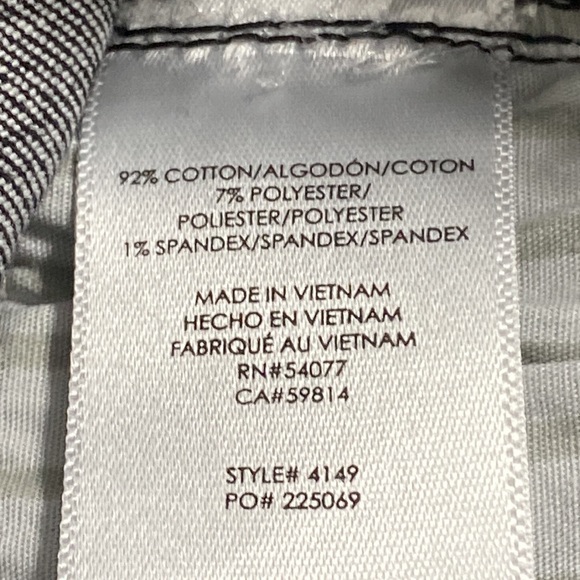 92% COTTON/ALGODÓN/COTON
7% POLYESTER/
POLIESTER/POLYESTER
1% SPANDEX/SPANDEX/SPANDEX
MADE IN VIETNAM
HECHO EN VIETNAM
FABRIQUÉ AU VIETNAM
RN#54077
CA#59814
STYLE# 4149
PO# 225069